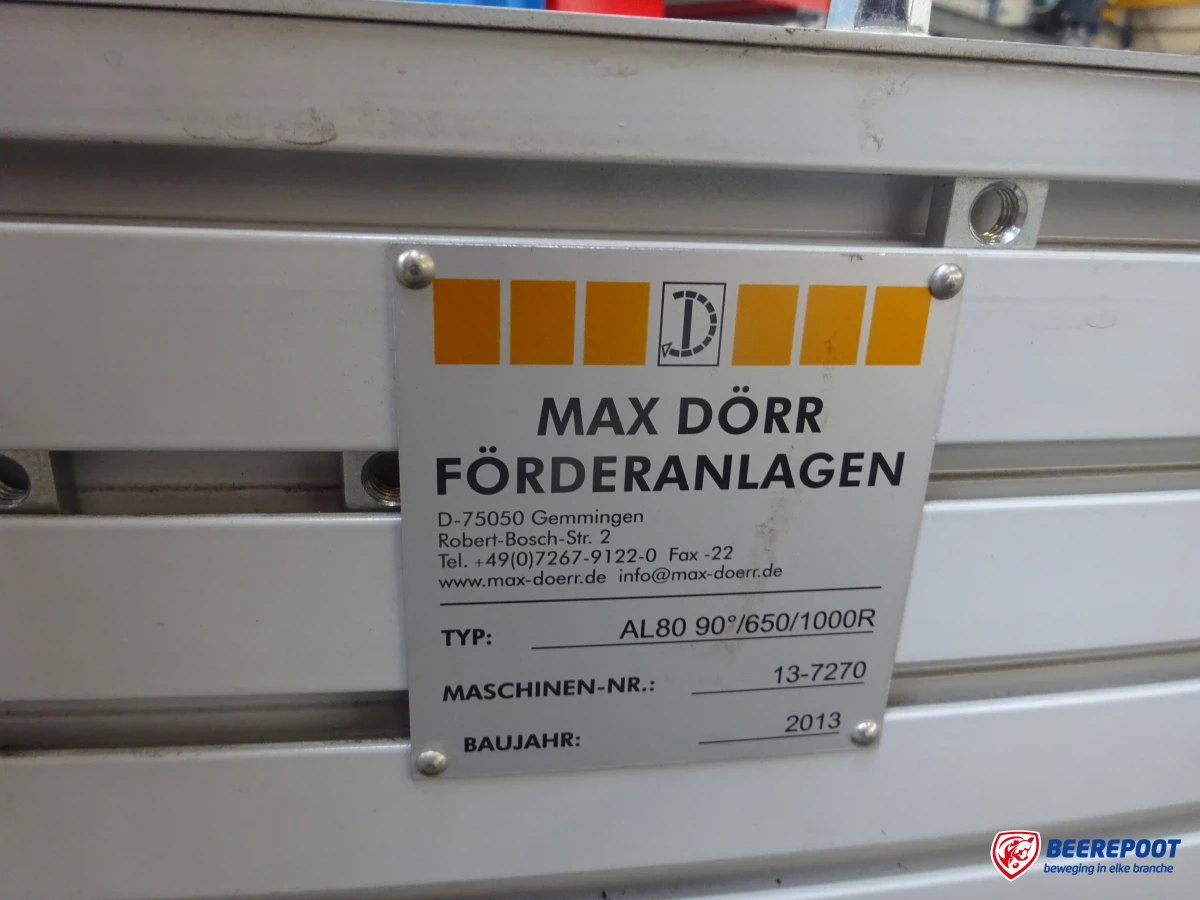 MAX DÖRR
FÖRDERANLAGEN
D-75050 Gemmingen
Robert-Bosch-Str. 2
Tel. +49(0)7267-9122-0 Fax -22
www.max-doerr.de info@max-doerr.de
TYP: AL80 90°/650/1000R
MASCHINEN-NR.: 13-7270
BAUJAHR: 2013
BEEREPOOT
beweging in elke branche